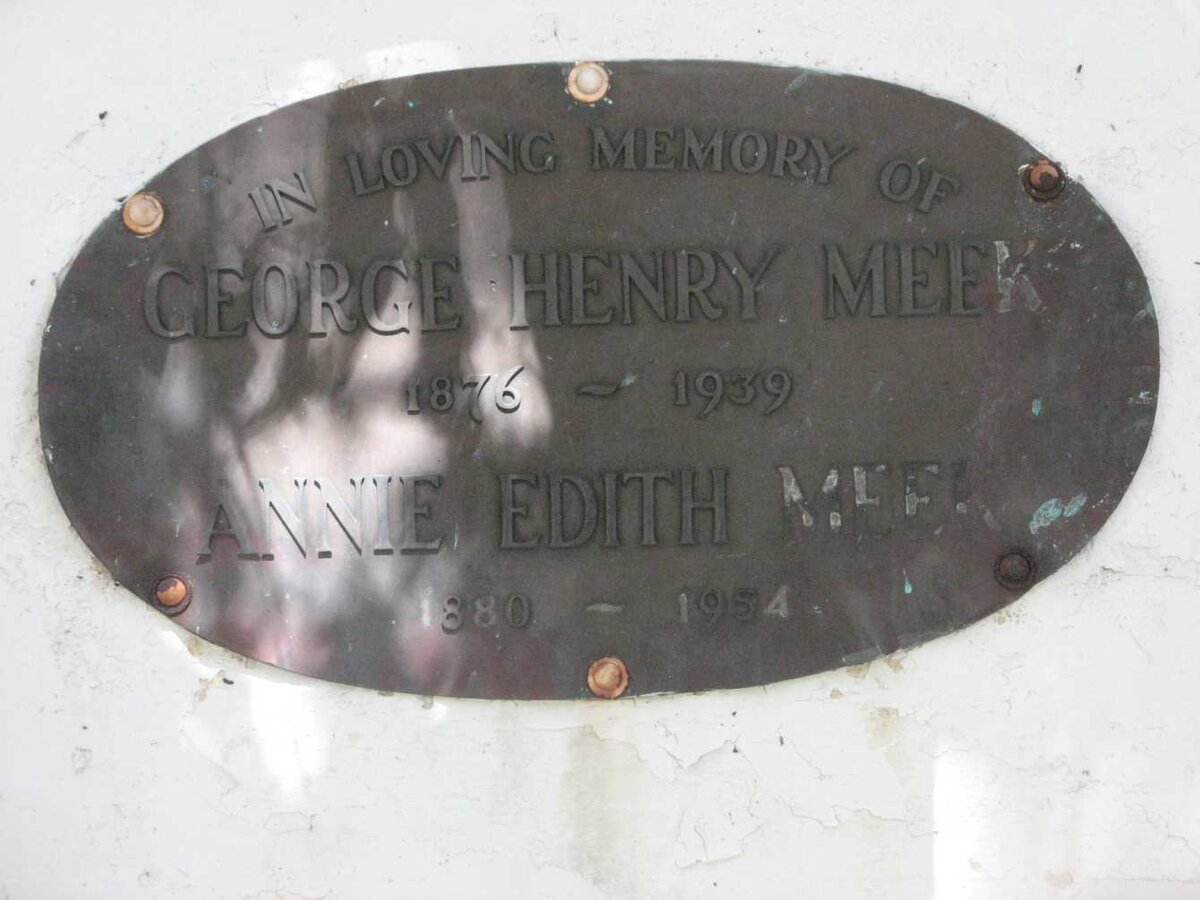 IN LOVING MEMORY OF
GEORGE HENRY MEEK
1876 ~ 1939
ANNIE EDITH MEEK
1880 ~ 1954